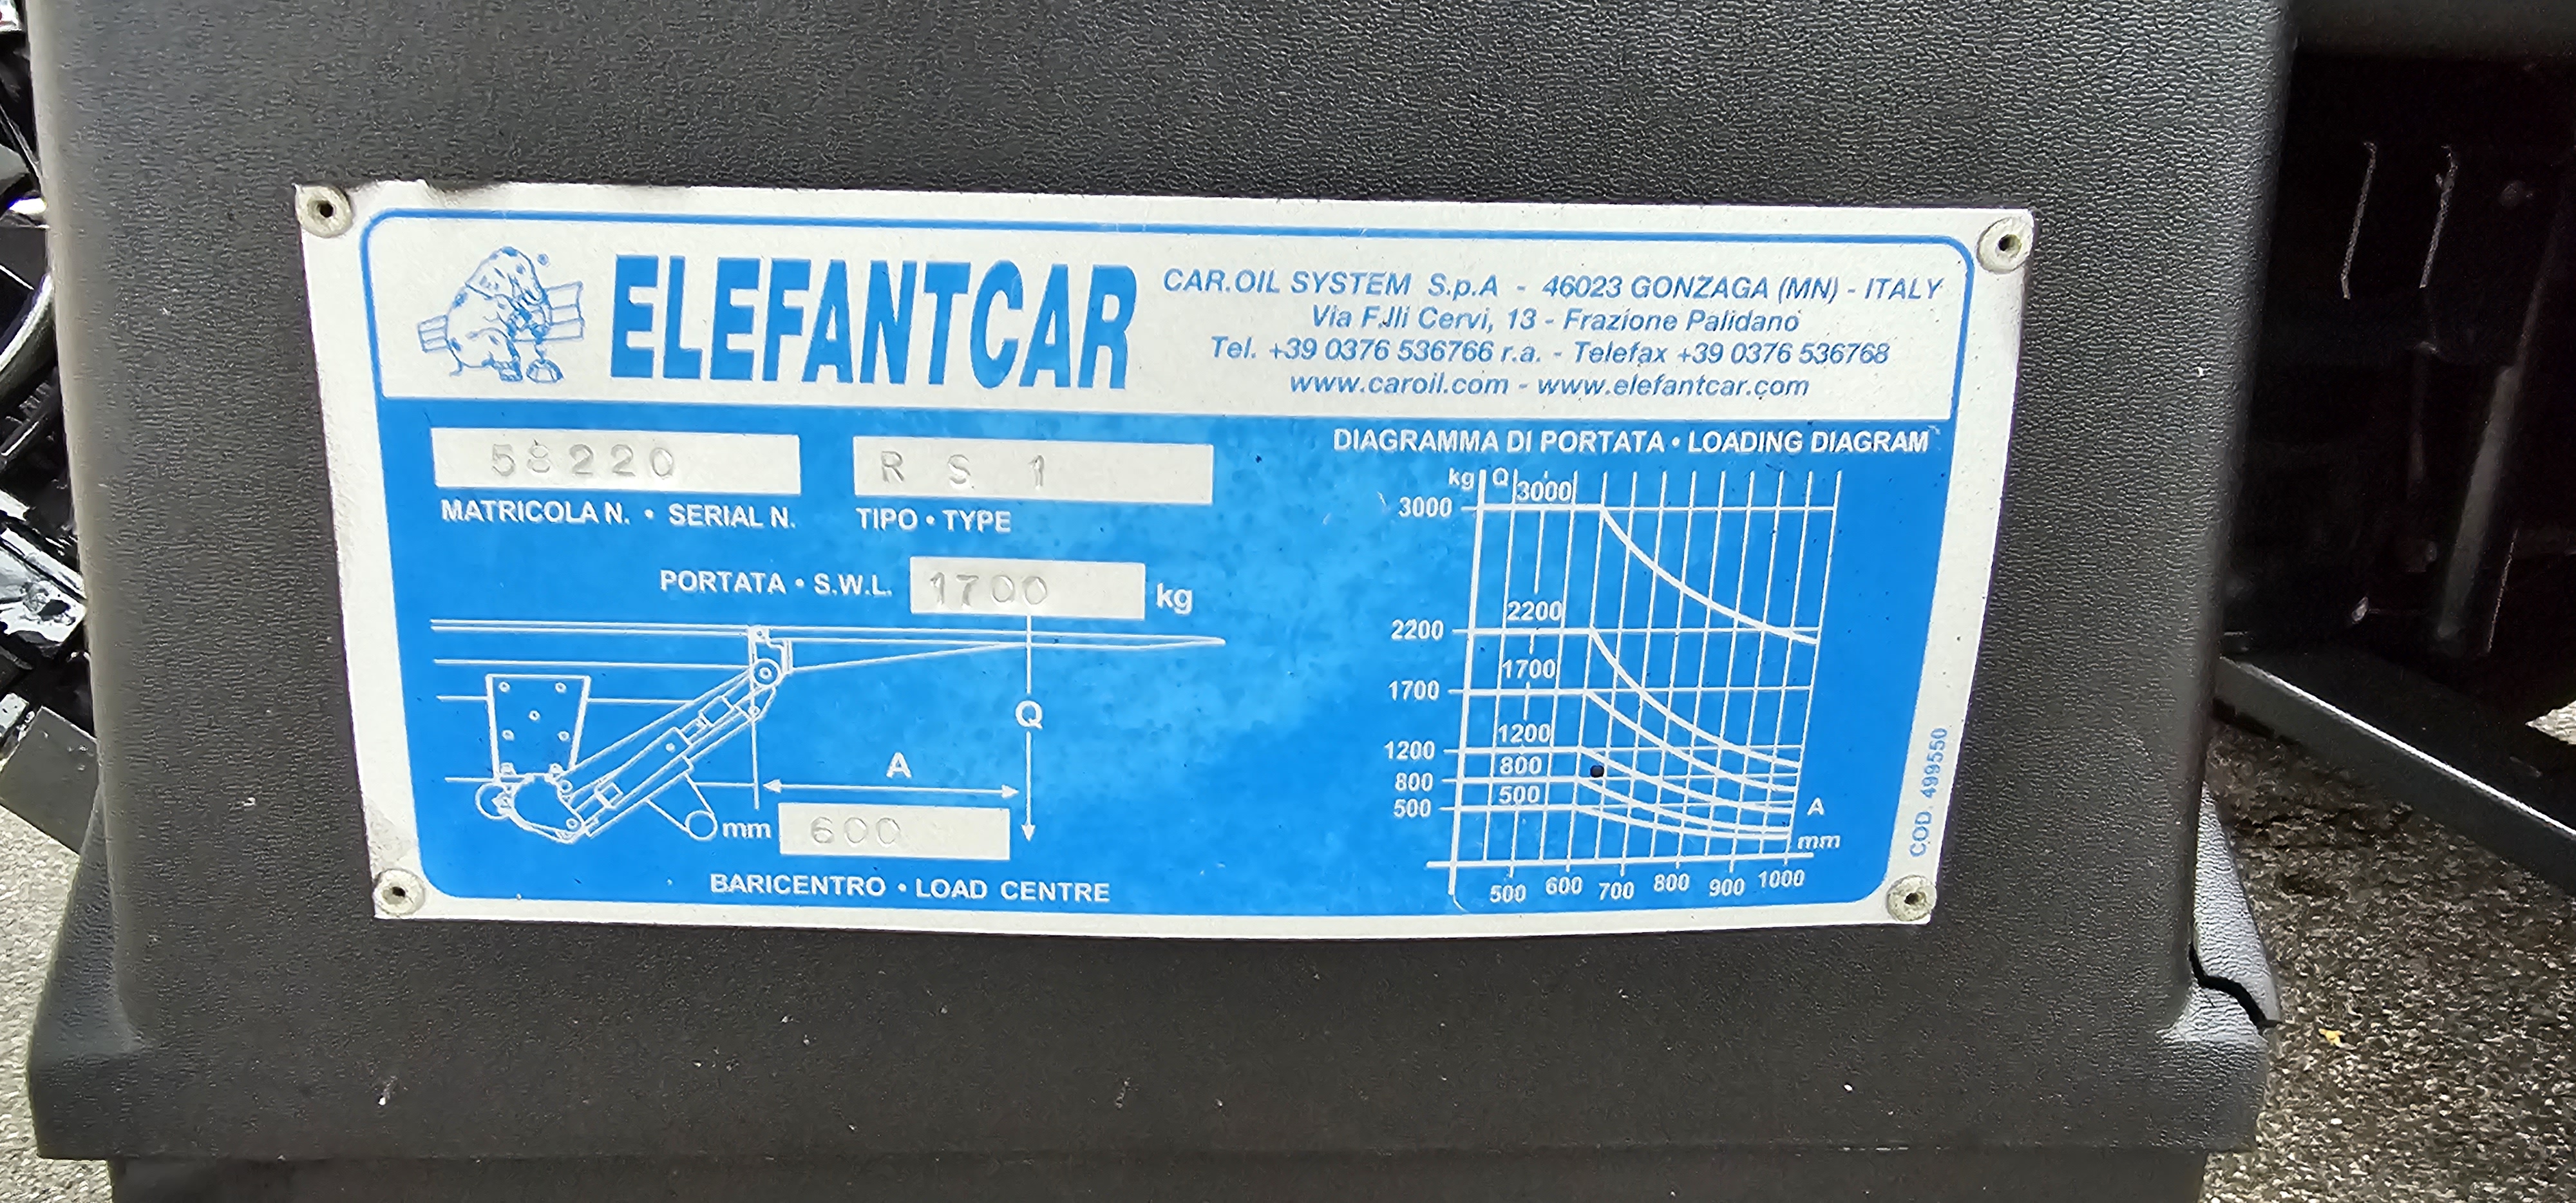 ELEFANTCAR
CAR.OIL SYSTEM S.p.A - 46023 GONZAGA (MN) - ITALY
Via F.lli Cervi, 13 - Frazione Palidano
Tel. +39 0376 536766 r.a. - Telefax +39 0376 536768
www.caroil.com - www.elefantcar.com
58220
MATRICOLA N. • SERIAL N.
R S 1
TIPO • TYPE
PORTATA • S.W.L. 1700 kg
Q
A
mm 600
BARICENTRO • LOAD CENTRE
DIAGRAMMA DI PORTATA • LOADING DIAGRAM
kg Q 3000
3000
2200
2200
1700
1700
1200
1200
800
800
500
500
A
mm
500 600 700 800 900 1000
COD. 499550